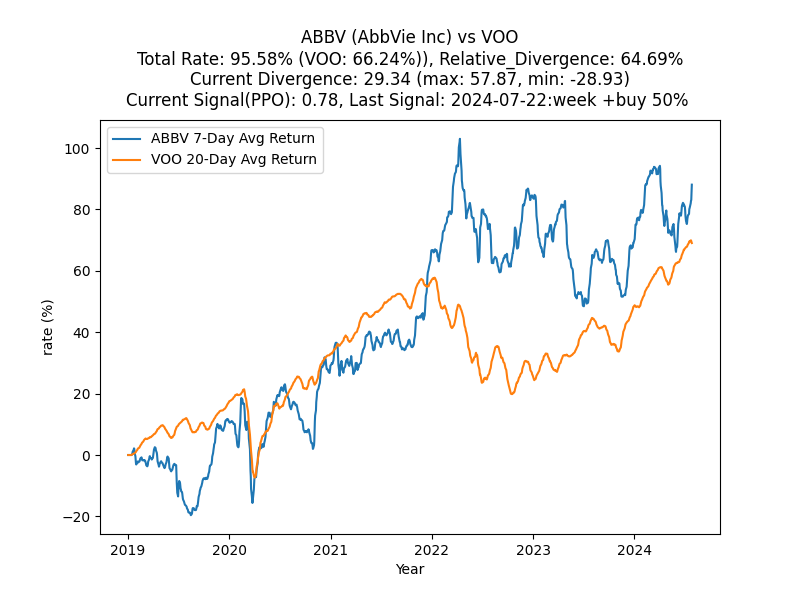 ABBV (AbbVie Inc) vs VOO
Total Rate: 95.58% (VOO: 66.24%)), Relative_Divergence: 64.69%
Current Divergence: 29.34 (max: 57.87, min: -28.93)
Current Signal(PPO): 0.78, Last Signal: 2024-07-22:week +buy 50%
ABBV 7-Day Avg Return
VOO 20-Day Avg Return
rate (%)
100
80
60
40
20
0
−20
2019 2020 2021 2022 2023 2024
Year